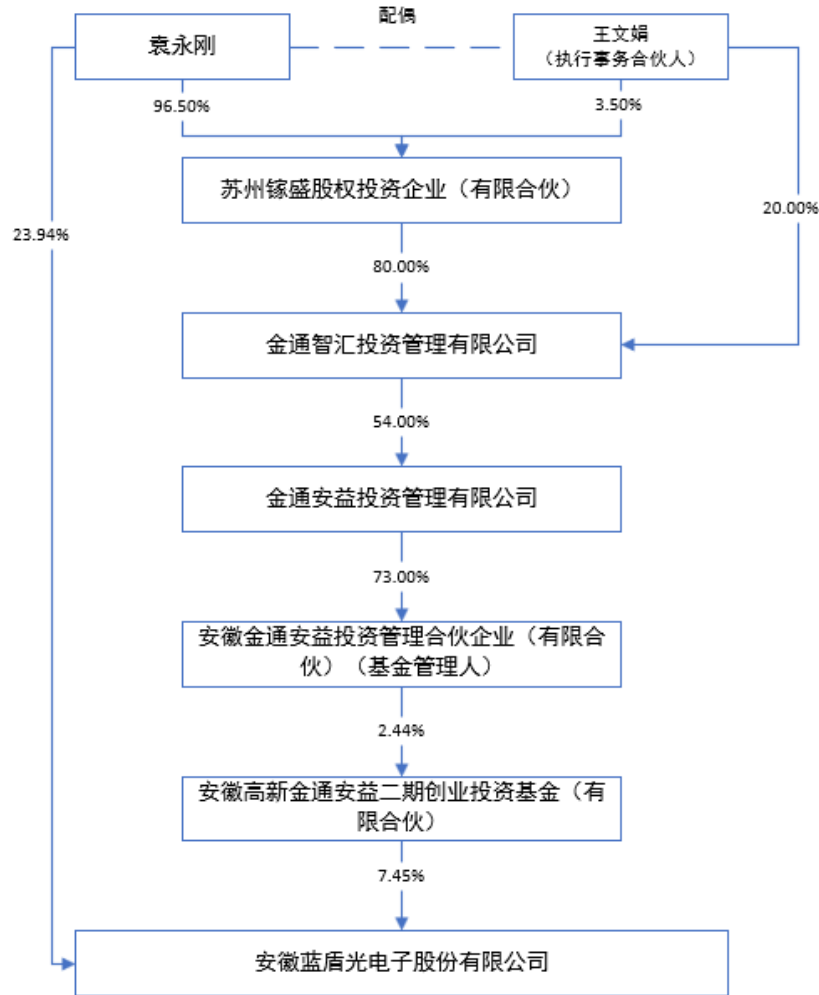 配偶
袁永刚
王文娟
（执行事务合伙人）
96.50%
3.50%
苏州镓盛股权投资企业（有限合伙）
23.94%
20.00%
80.00%
金通智汇投资管理有限公司
54.00%
金通安益投资管理有限公司
73.00%
安徽金通安益投资管理合伙企业（有限合
伙）（基金管理人）
2.44%
安徽高新金通安益二期创业投资基金（有
限合伙）
7.45%
安徽蓝盾光电子股份有限公司